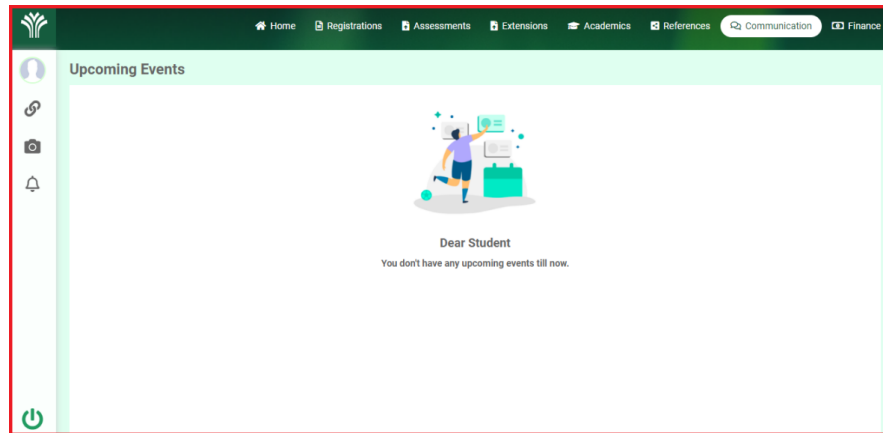 Home Registrations Assessments Extensions Academics References Communication Finance
Upcoming Events
Dear Student
You don't have any upcoming events till now.